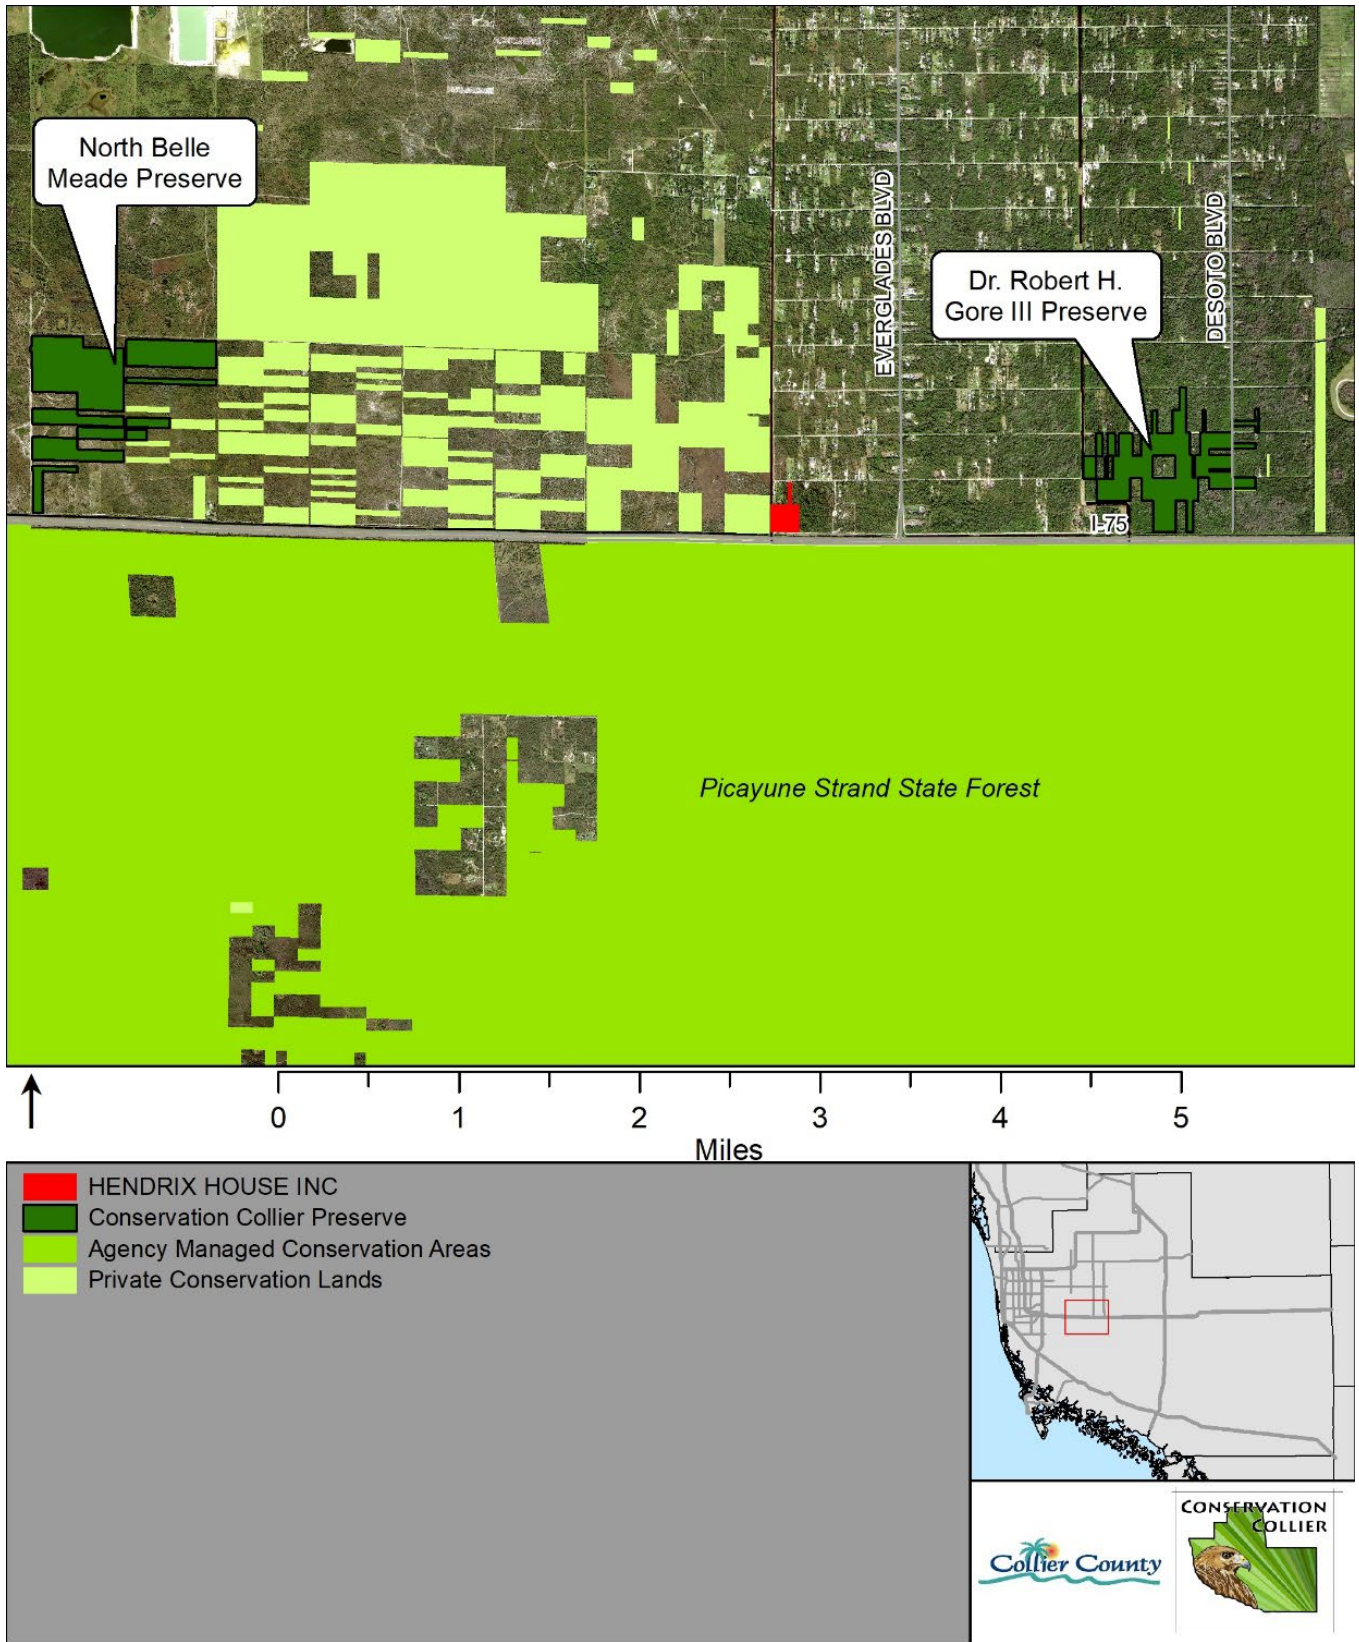 North Belle
Meade Preserve
EVERGLADES BLVD
DESOTO BLVD
Dr. Robert H.
Gore III Preserve
I-75
Picayune Strand State Forest
0 1 2 3 4 5
Miles
HENDRIX HOUSE INC
Conservation Collier Preserve
Agency Managed Conservation Areas
Private Conservation Lands
Collier County
CONSERVATION
COLLIER